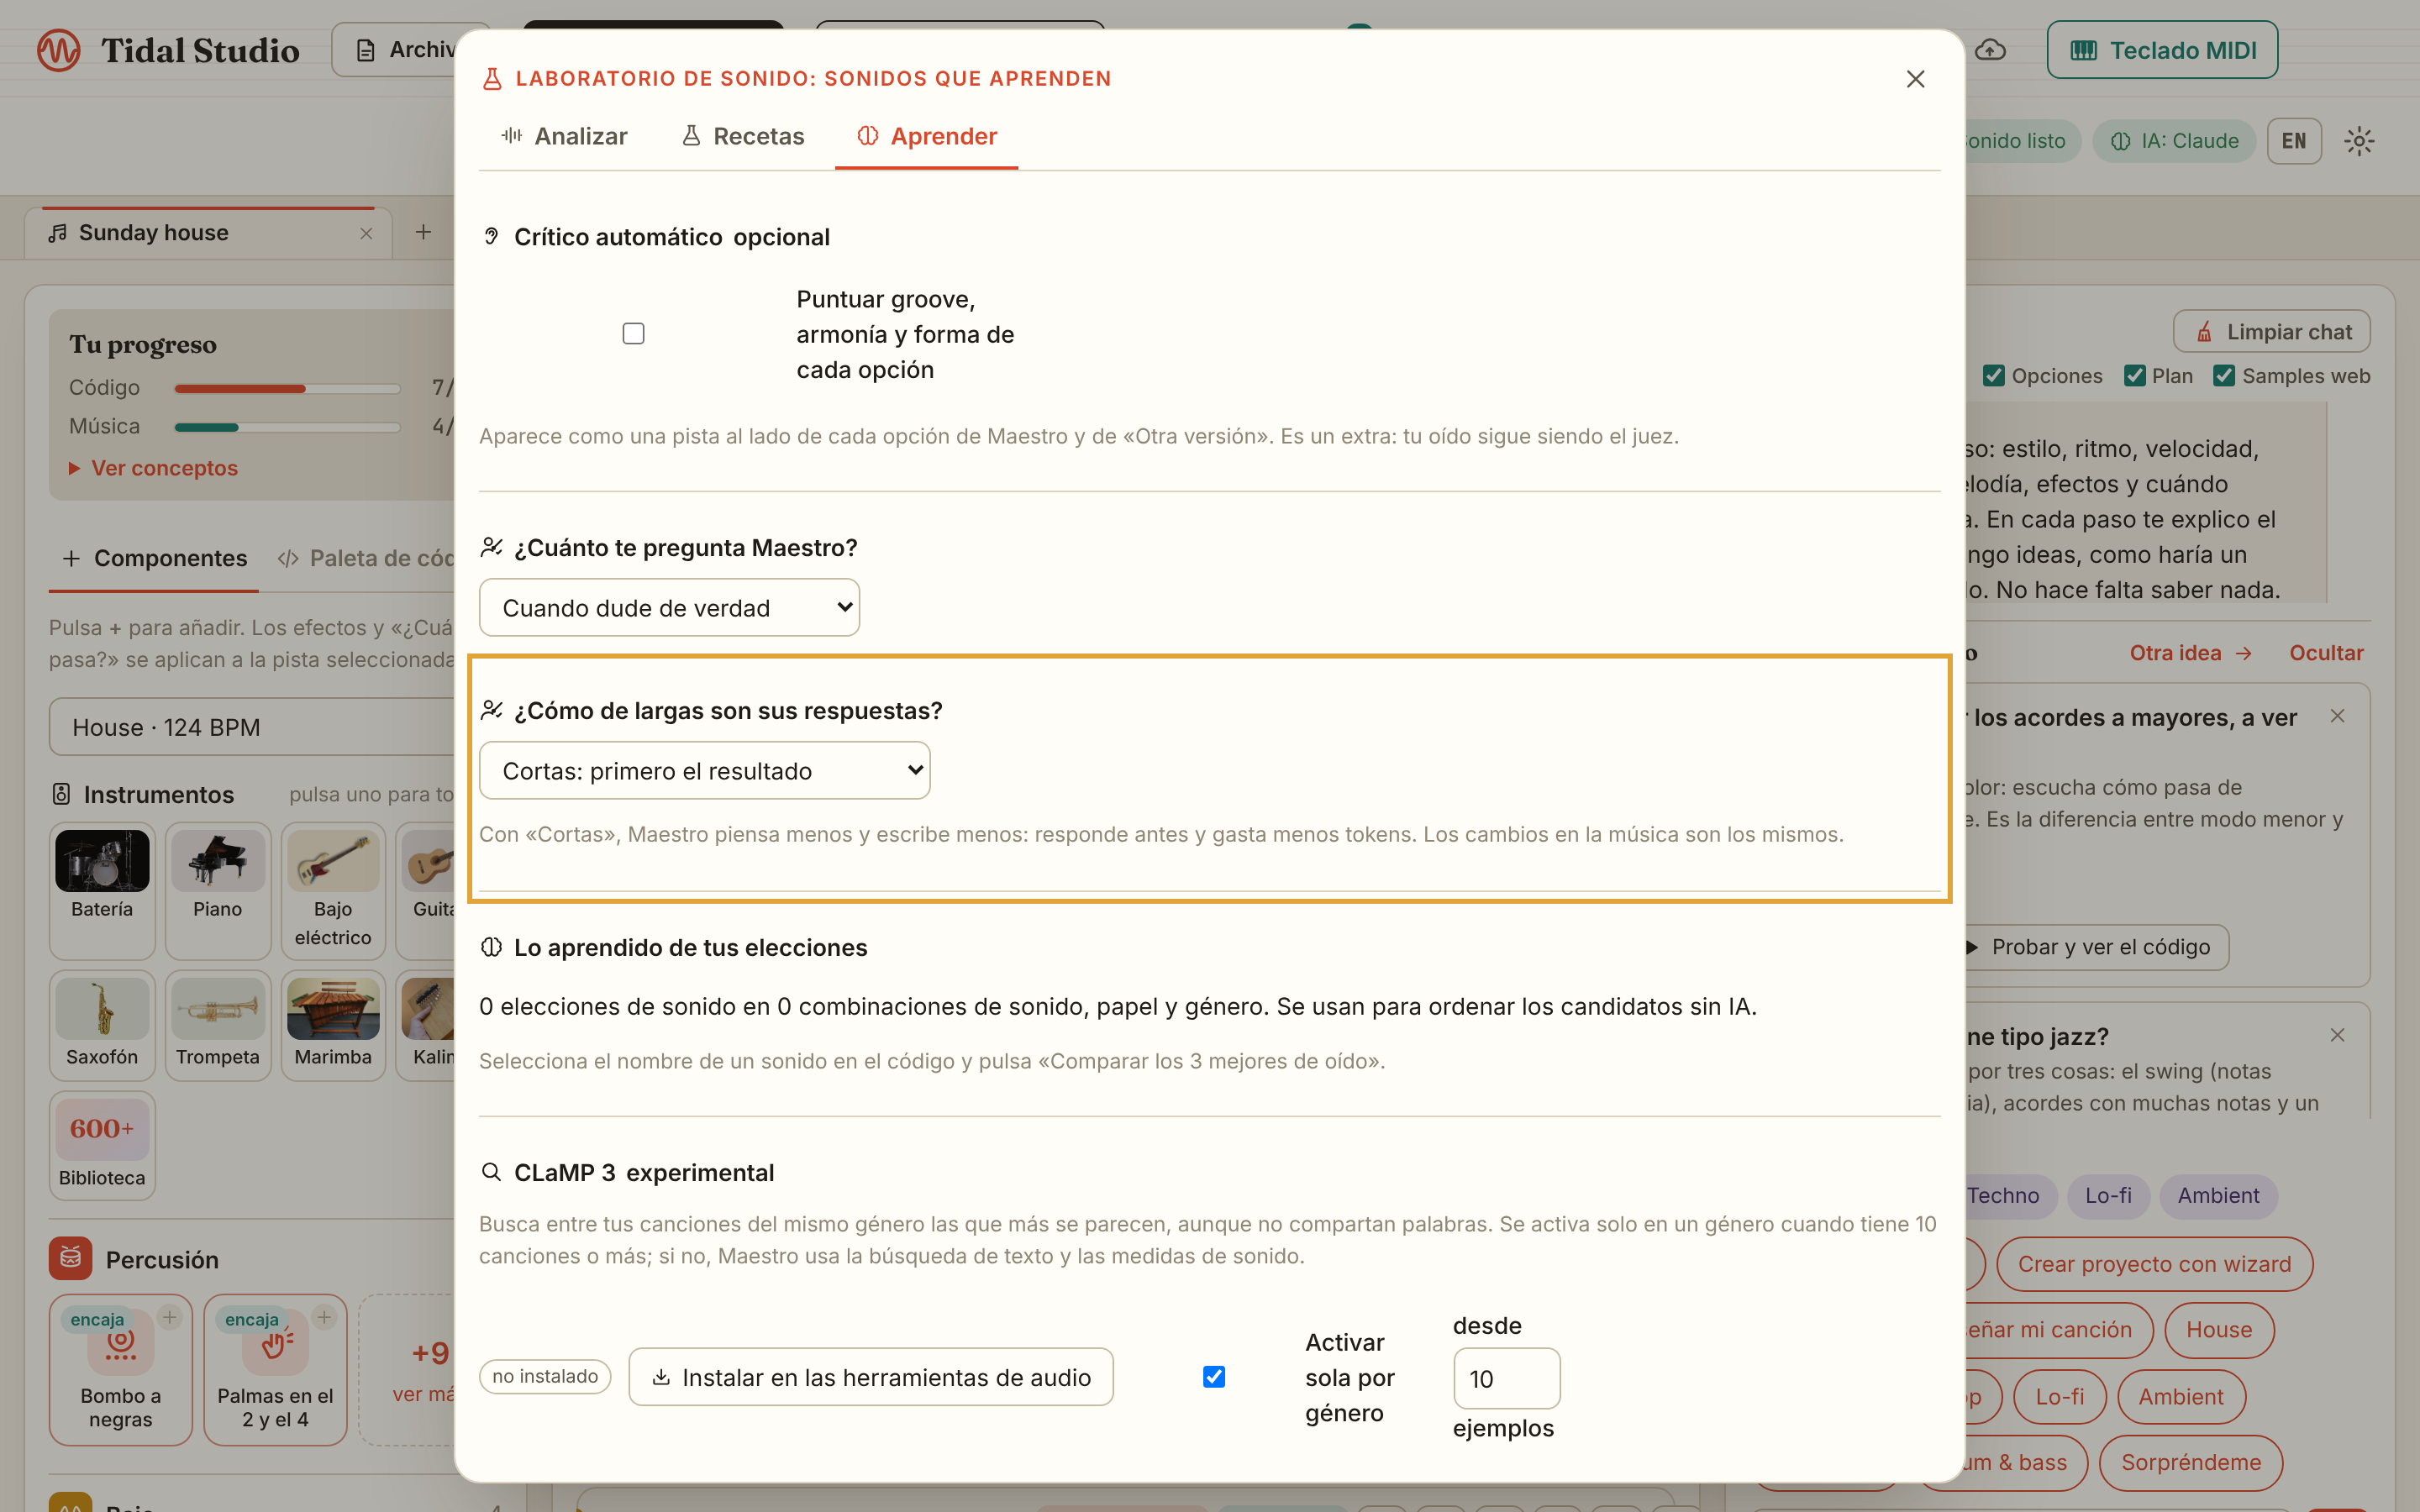 Tidal Studio
Archiv
Teclado MIDI
LABORATORIO DE SONIDO: SONIDOS QUE APRENDEN
Analizar
Recetas
Aprender
onido listo
IA: Claude
EN
Sunday house
Tu progreso
Código 7/
Música 4/
Ver conceptos
Componentes
Paleta de cód
Pulsa + para añadir. Los efectos y «¿Cuá
pasa?» se aplican a la pista seleccionada
House · 124 BPM
Instrumentos
pulsa uno para to
Batería
Piano
Bajo
eléctrico
Guita
Saxofón
Trompeta
Marimba
Kalin
600+
Biblioteca
Percusión
encaja
Bombo a
negras
encaja
Palmas en el
2 y el 4
+9
ver má
Crítico automático opcional
Puntuar groove,
armonía y forma de
cada opción
Aparece como una pista al lado de cada opción de Maestro y de «Otra versión». Es un extra: tu oído sigue siendo el juez.
¿Cuánto te pregunta Maestro?
Cuando dude de verdad
¿Cómo de largas son sus respuestas?
Cortas: primero el resultado
Con «Cortas», Maestro piensa menos y escribe menos: responde antes y gasta menos tokens. Los cambios en la música son los mismos.
Lo aprendido de tus elecciones
0 elecciones de sonido en 0 combinaciones de sonido, papel y género. Se usan para ordenar los candidatos sin IA.
Selecciona el nombre de un sonido en el código y pulsa «Comparar los 3 mejores de oído».
CLaMP 3 experimental
Busca entre tus canciones del mismo género las que más se parecen, aunque no compartan palabras. Se activa solo en un género cuando tiene 10
canciones o más; si no, Maestro usa la búsqueda de texto y las medidas de sonido.
no instalado
Instalar en las herramientas de audio
Activar
sola por
género
desde
10
ejemplos
Limpiar chat
Opciones
Plan
Samples web
so: estilo, ritmo, velocidad,
elodía, efectos y cuándo
a. En cada paso te explico el
ngo ideas, como haría un
o. No hace falta saber nada.
Otra idea →
Ocultar
los acordes a mayores, a ver
olor: escucha cómo pasa de
e. Es la diferencia entre modo menor y
Probar y ver el código
ne tipo jazz?
por tres cosas: el swing (notas
ia), acordes con muchas notas y un
Techno
Lo-fi
Ambient
Crear proyecto con wizard
eñar mi canción
House
Lo-fi
Ambient
um & bass
Sorpréndeme